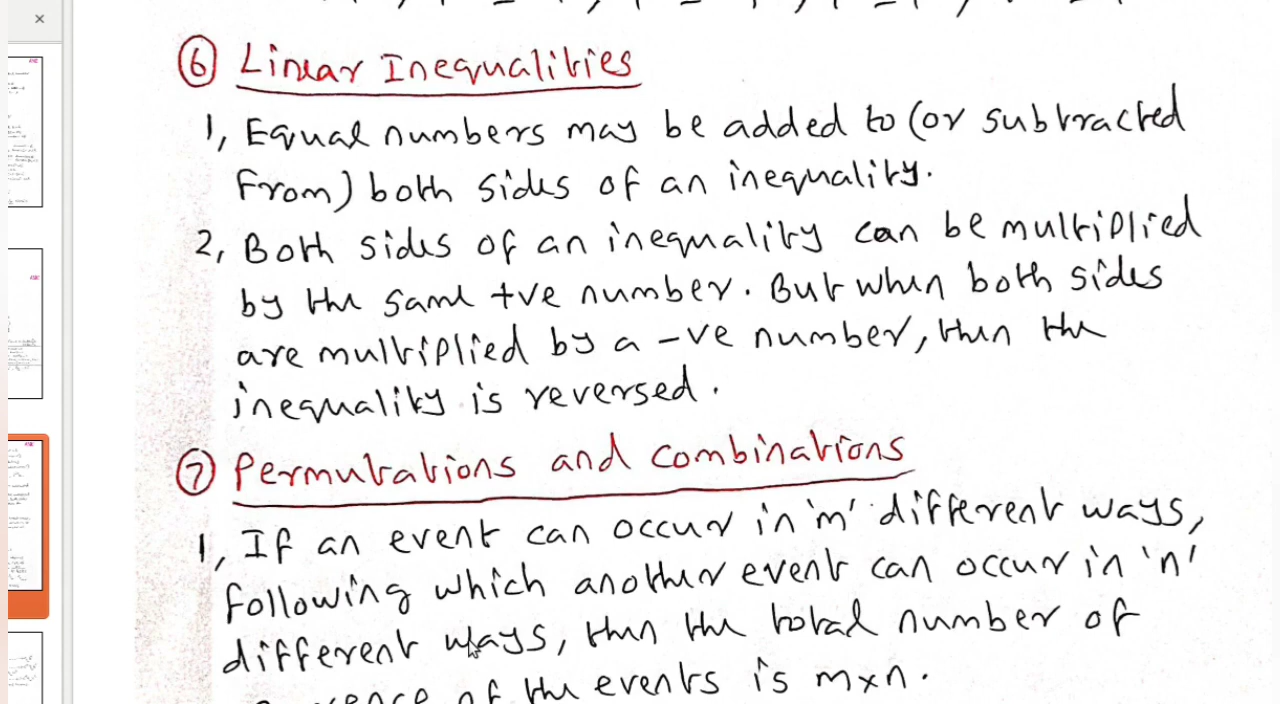 ⑥ Linear Inequalities
1, Equal numbers may be added to (or subtracted
from) both sides of an inequality.
2, Both sides of an inequality can be multiplied
by the same +ve number. But when both sides
are multiplied by a -ve number, then the
inequality is reversed.
⑦ Permutations and combinations
1, If an event can occur in 'm' different ways,
following which another event can occur in 'n'
different ways, then the total number of
of the events is m×n.